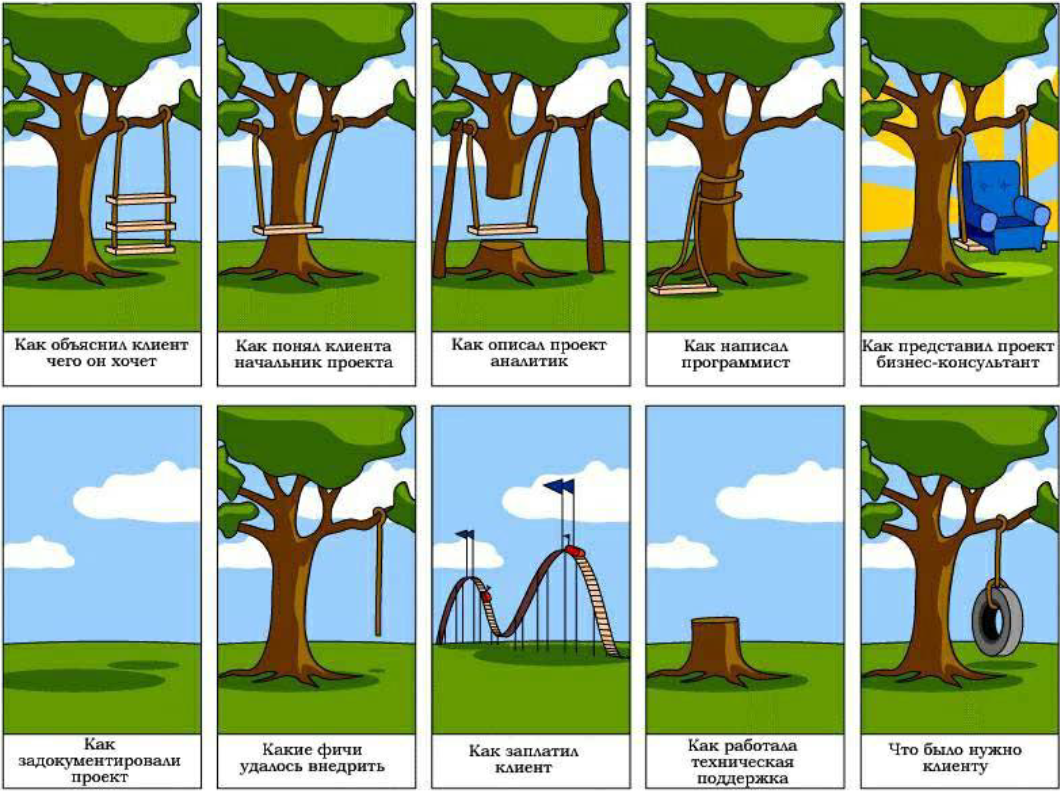 Как объяснил клиент
чего он хочет
Как понял клиента
начальник проекта
Как описал проект
аналитик
Как написал
программист
Как представил проект
бизнес-консультант
Как
задокументировали
проект
Какие фичи
удалось внедрить
Как заплатил
клиент
Как работала
техническая
поддержка
Что было нужно
клиенту